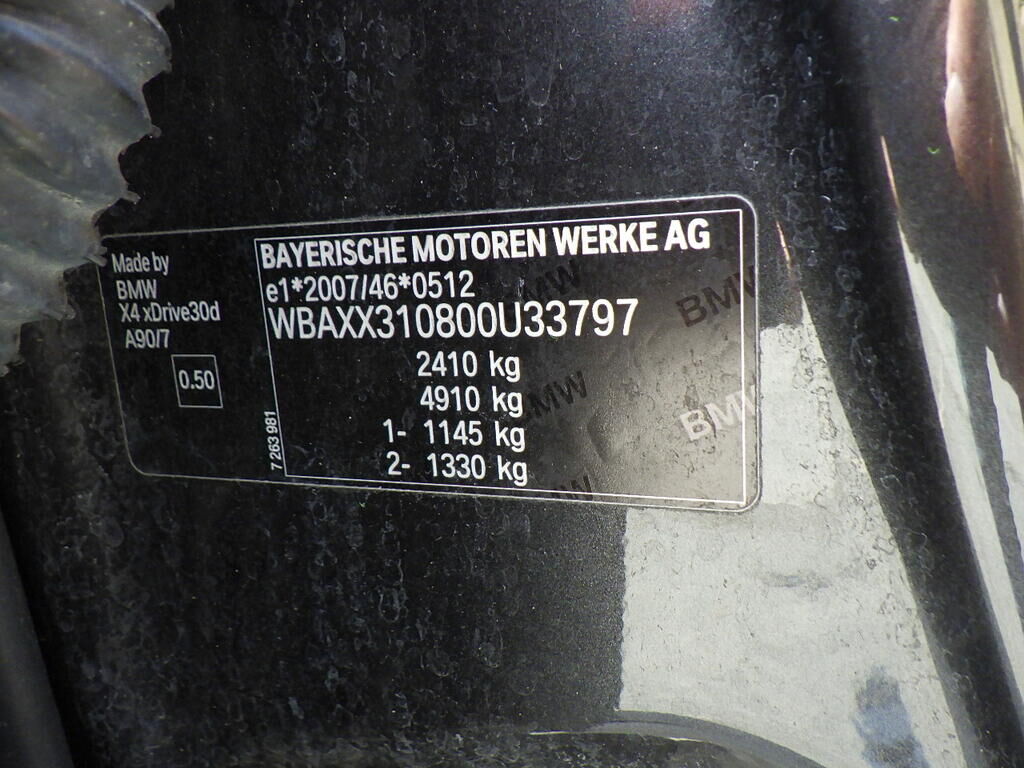 Made by
BMW
X4 xDrive30d
A90/7
0.50
7 263 981
BAYERISCHE MOTOREN WERKE AG
e1*2007/46*0512
WBAXX310800U33797
2410 kg
4910 kg
1- 1145 kg
2- 1330 kg
BMW
BMW
BMW
BMW
BMW